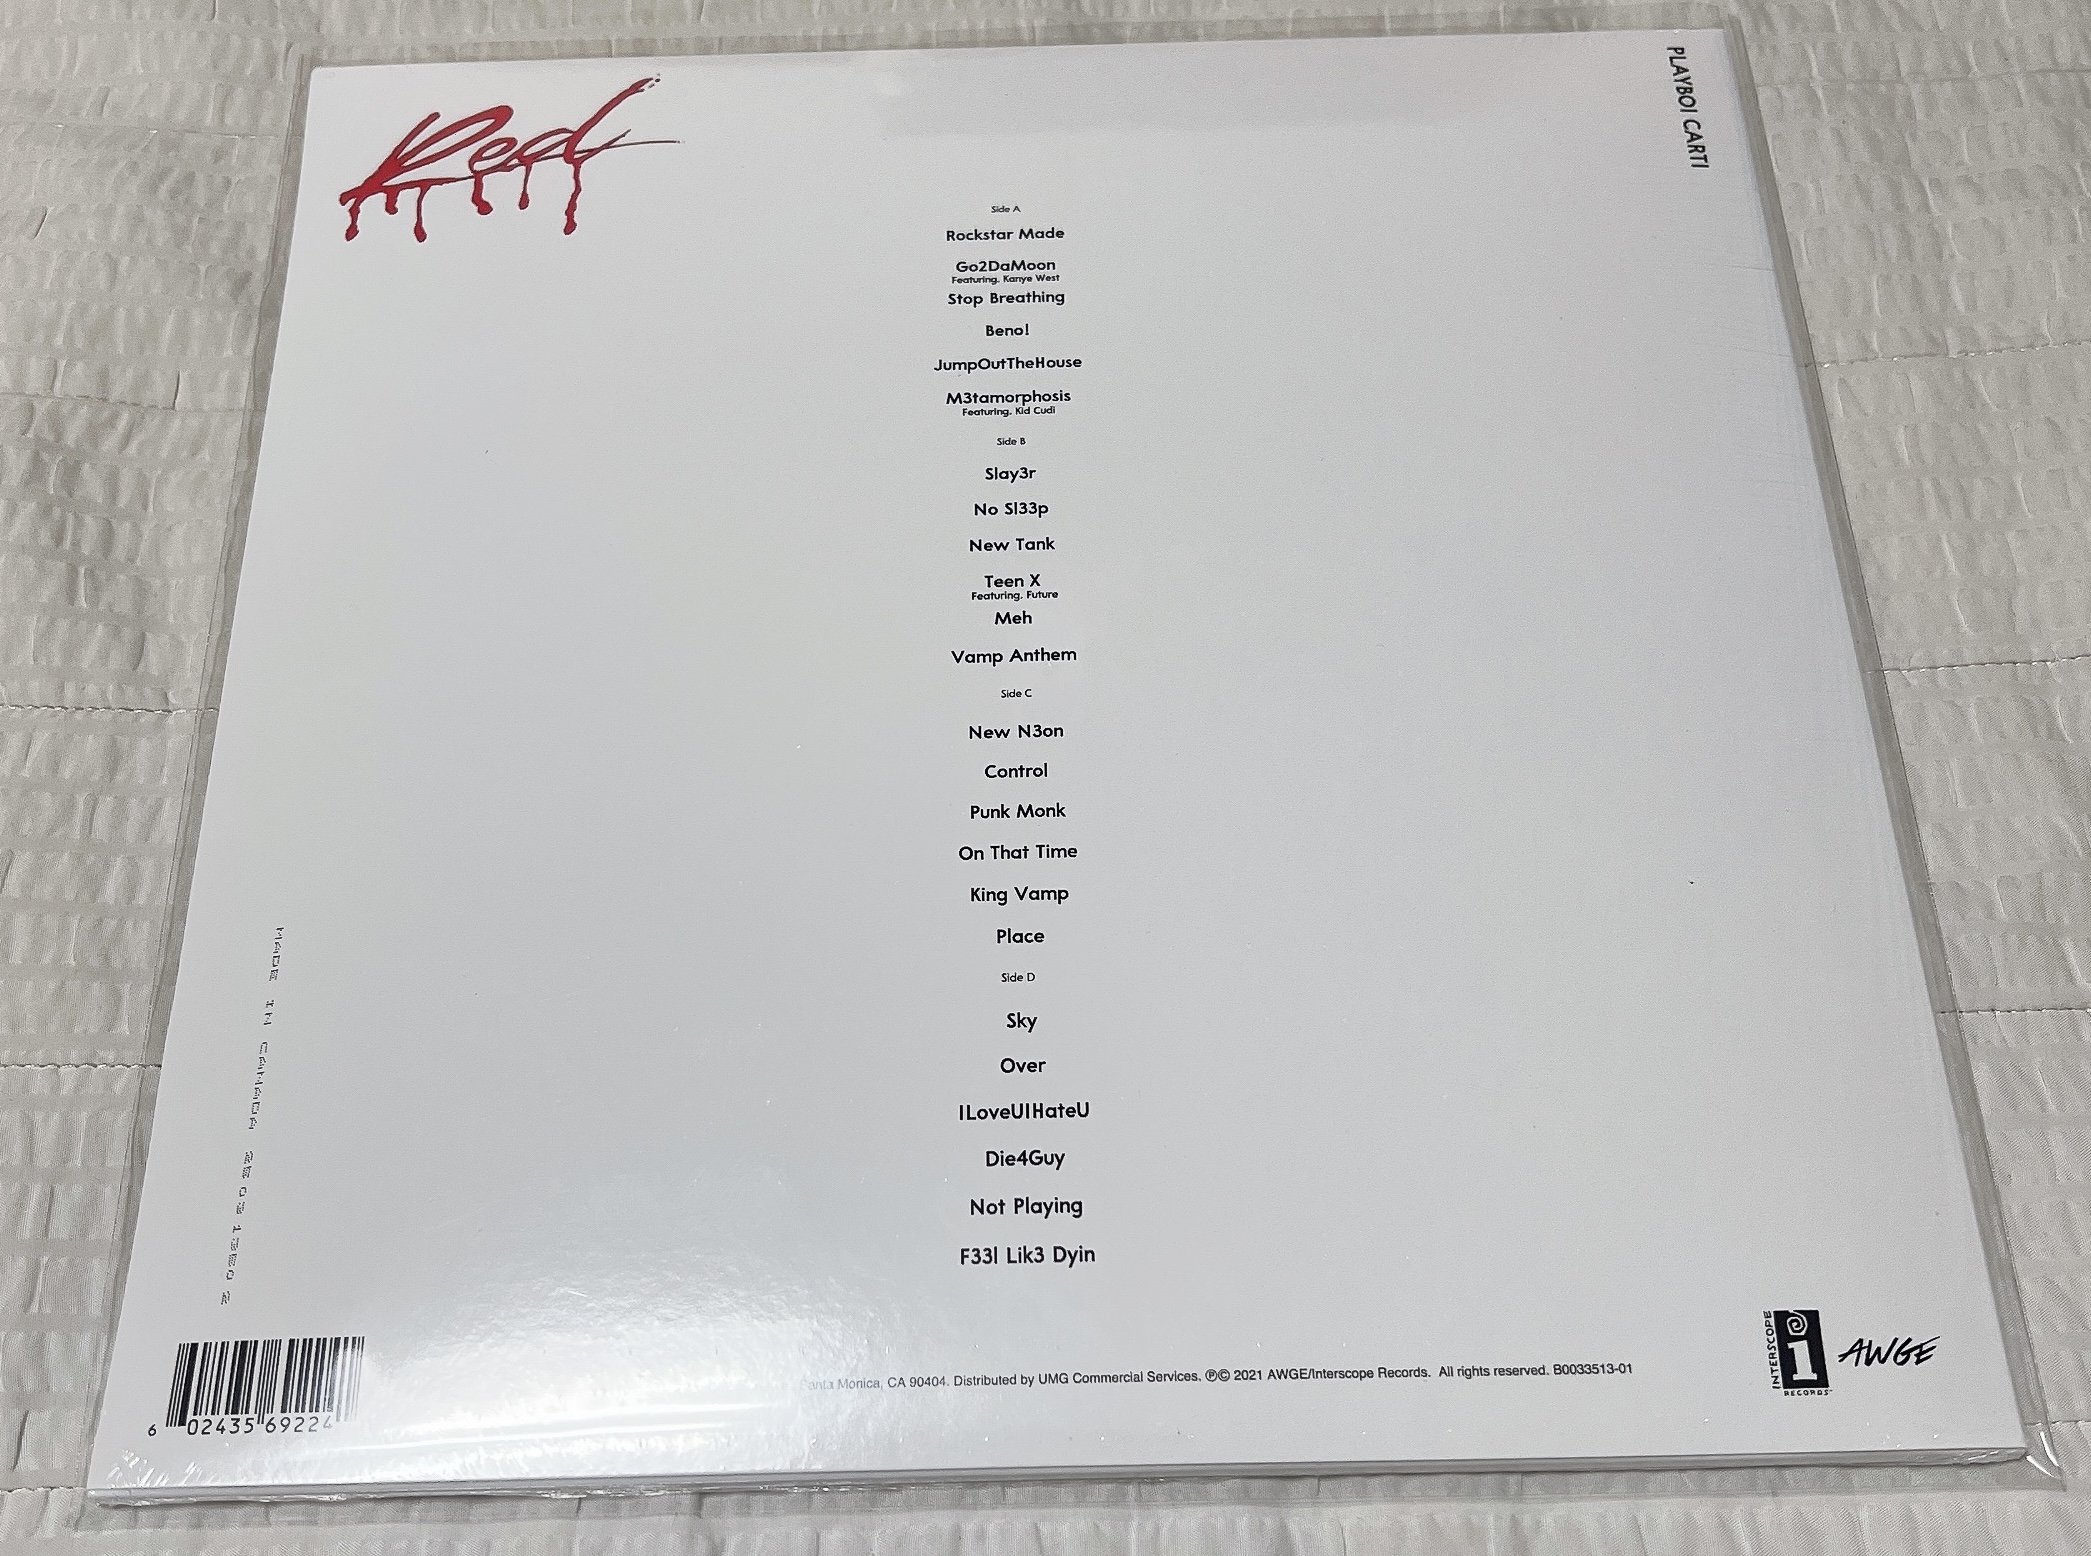 Red
PLAYBOI CARTI
Side A
Rockstar Made
Go2DaMoon
Featuring. Kanye West
Stop Breathing
Beno!
JumpOutTheHouse
M3tamorphosis
Featuring. Kid Cudi
Side B
Slay3r
No Sl33p
New Tank
Teen X
Featuring. Future
Meh
Vamp Anthem
Side C
New N3on
Control
Punk Monk
On That Time
King Vamp
Place
Side D
Sky
Over
ILoveUIHateU
Die4Guy
Not Playing
F33l Lik3 Dyin
MADE IN CANADA
6 02435 69224
Santa Monica, CA 90404. Distributed by UMG Commercial Services. ℗© 2021 AWGE/Interscope Records. All rights reserved. B0033513-01
INTERSCOPE
i
RECORDS
AWGE